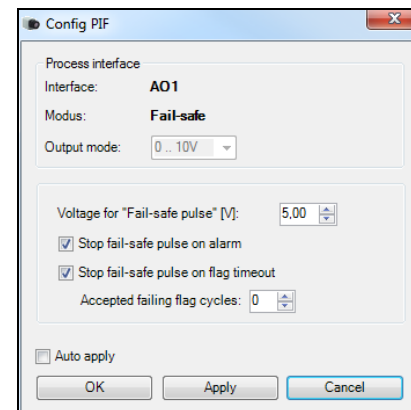 Config PIF
Process interface
Interface: AO1
Modus: Fail-safe
Output mode: 0 .. 10V
Voltage for "Fail-safe pulse" [V]: 5,00
Stop fail-safe pulse on alarm
Stop fail-safe pulse on flag timeout
Accepted failing flag cycles: 0
Auto apply
OK Apply Cancel